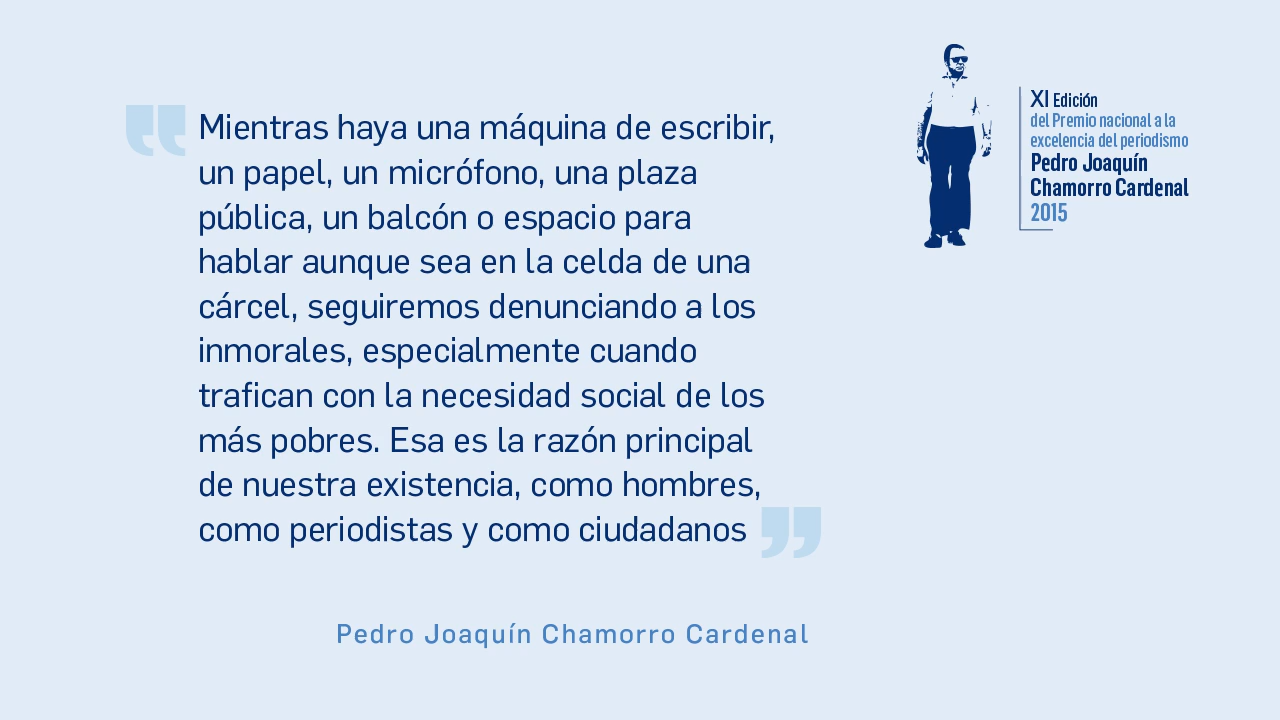 Mientras haya una máquina de escribir,
un papel, un micrófono, una plaza
pública, un balcón o espacio para
hablar aunque sea en la celda de una
cárcel, seguiremos denunciando a los
inmorales, especialmente cuando
trafican con la necesidad social de los
más pobres. Esa es la razón principal
de nuestra existencia, como hombres,
como periodistas y como ciudadanos
Pedro Joaquín Chamorro Cardenal
XI Edición
del Premio nacional a la
excelencia del periodismo
Pedro Joaquín
Chamorro Cardenal
2015